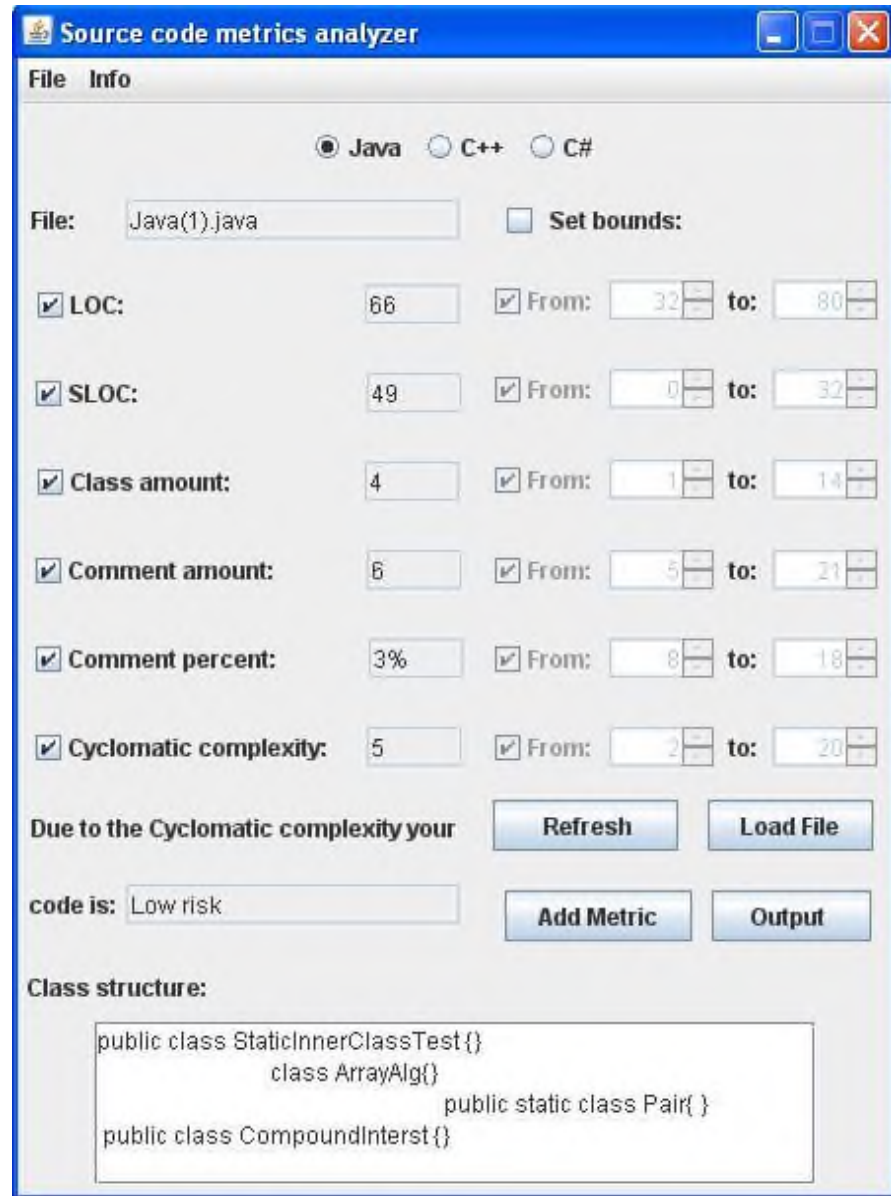 Source code metrics analyzer
File Info
Java C++ C#
File: Java(1).java Set bounds:
LOC: 66 From: 32 to: 80
SLOC: 49 From: 0 to: 32
Class amount: 4 From: 1 to: 14
Comment amount: 6 From: 5 to: 21
Comment percent: 3% From: 8 to: 18
Cyclomatic complexity: 5 From: 2 to: 20
Due to the Cyclomatic complexity your Refresh Load File
code is: Low risk Add Metric Output
Class structure:
public class StaticInnerClassTest {}
class ArrayAlg{}
public static class Pair{ }
public class CompoundInterst {}